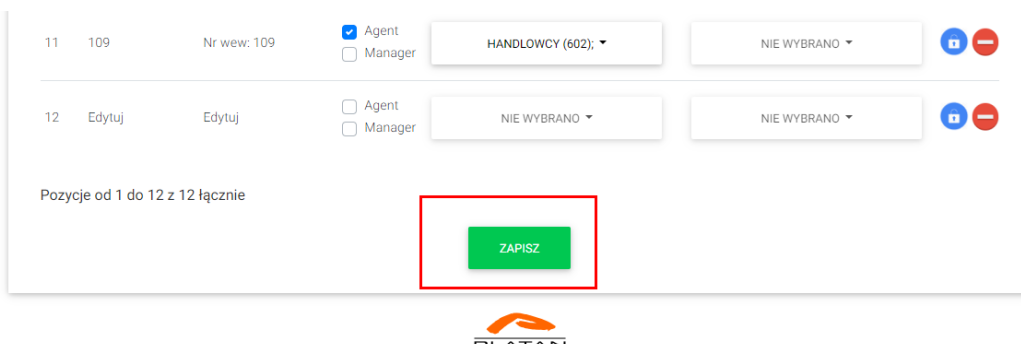 11 109 Nr wew: 109 Agent Manager HANDLOWCY (602); NIE WYBRANO
12 Edytuj Edytuj Agent Manager NIE WYBRANO NIE WYBRANO
Pozycje od 1 do 12 z 12 łącznie
ZAPISZ